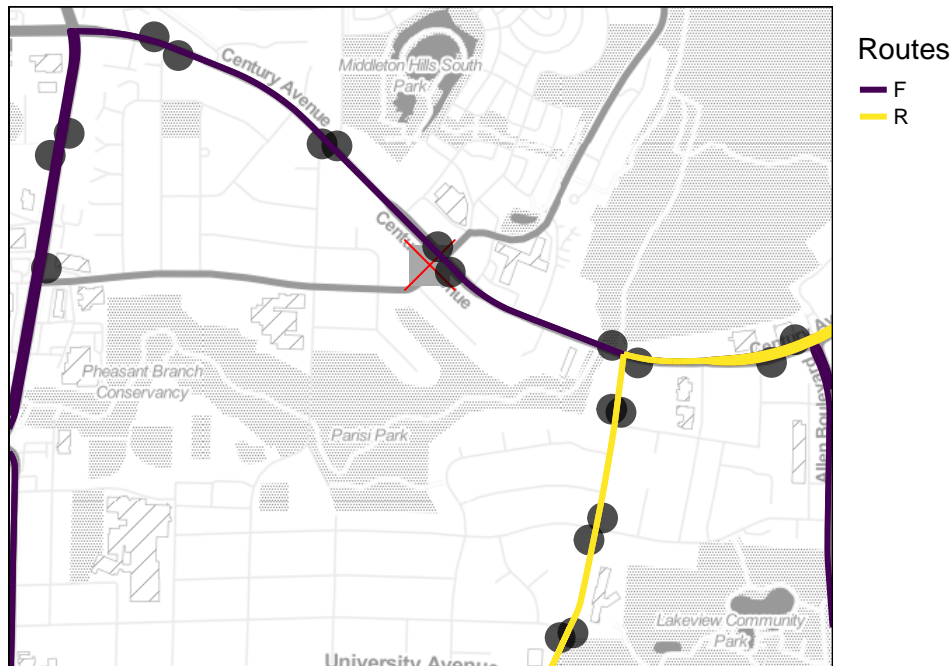 Routes
F
R
Century Avenue
Middleton Hills South
Park
Pheasant Branch
Conservancy
Parisi Park
Allen Boulevard
Lakeview Community
Park
University Avenue